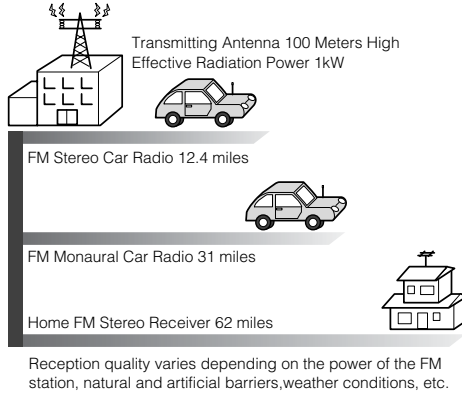 Transmitting Antenna 100 Meters High
Effective Radiation Power 1kW
FM Stereo Car Radio 12.4 miles
FM Monaural Car Radio 31 miles
Home FM Stereo Receiver 62 miles
Reception quality varies depending on the power of the FM
station, natural and artificial barriers,weather conditions, etc.